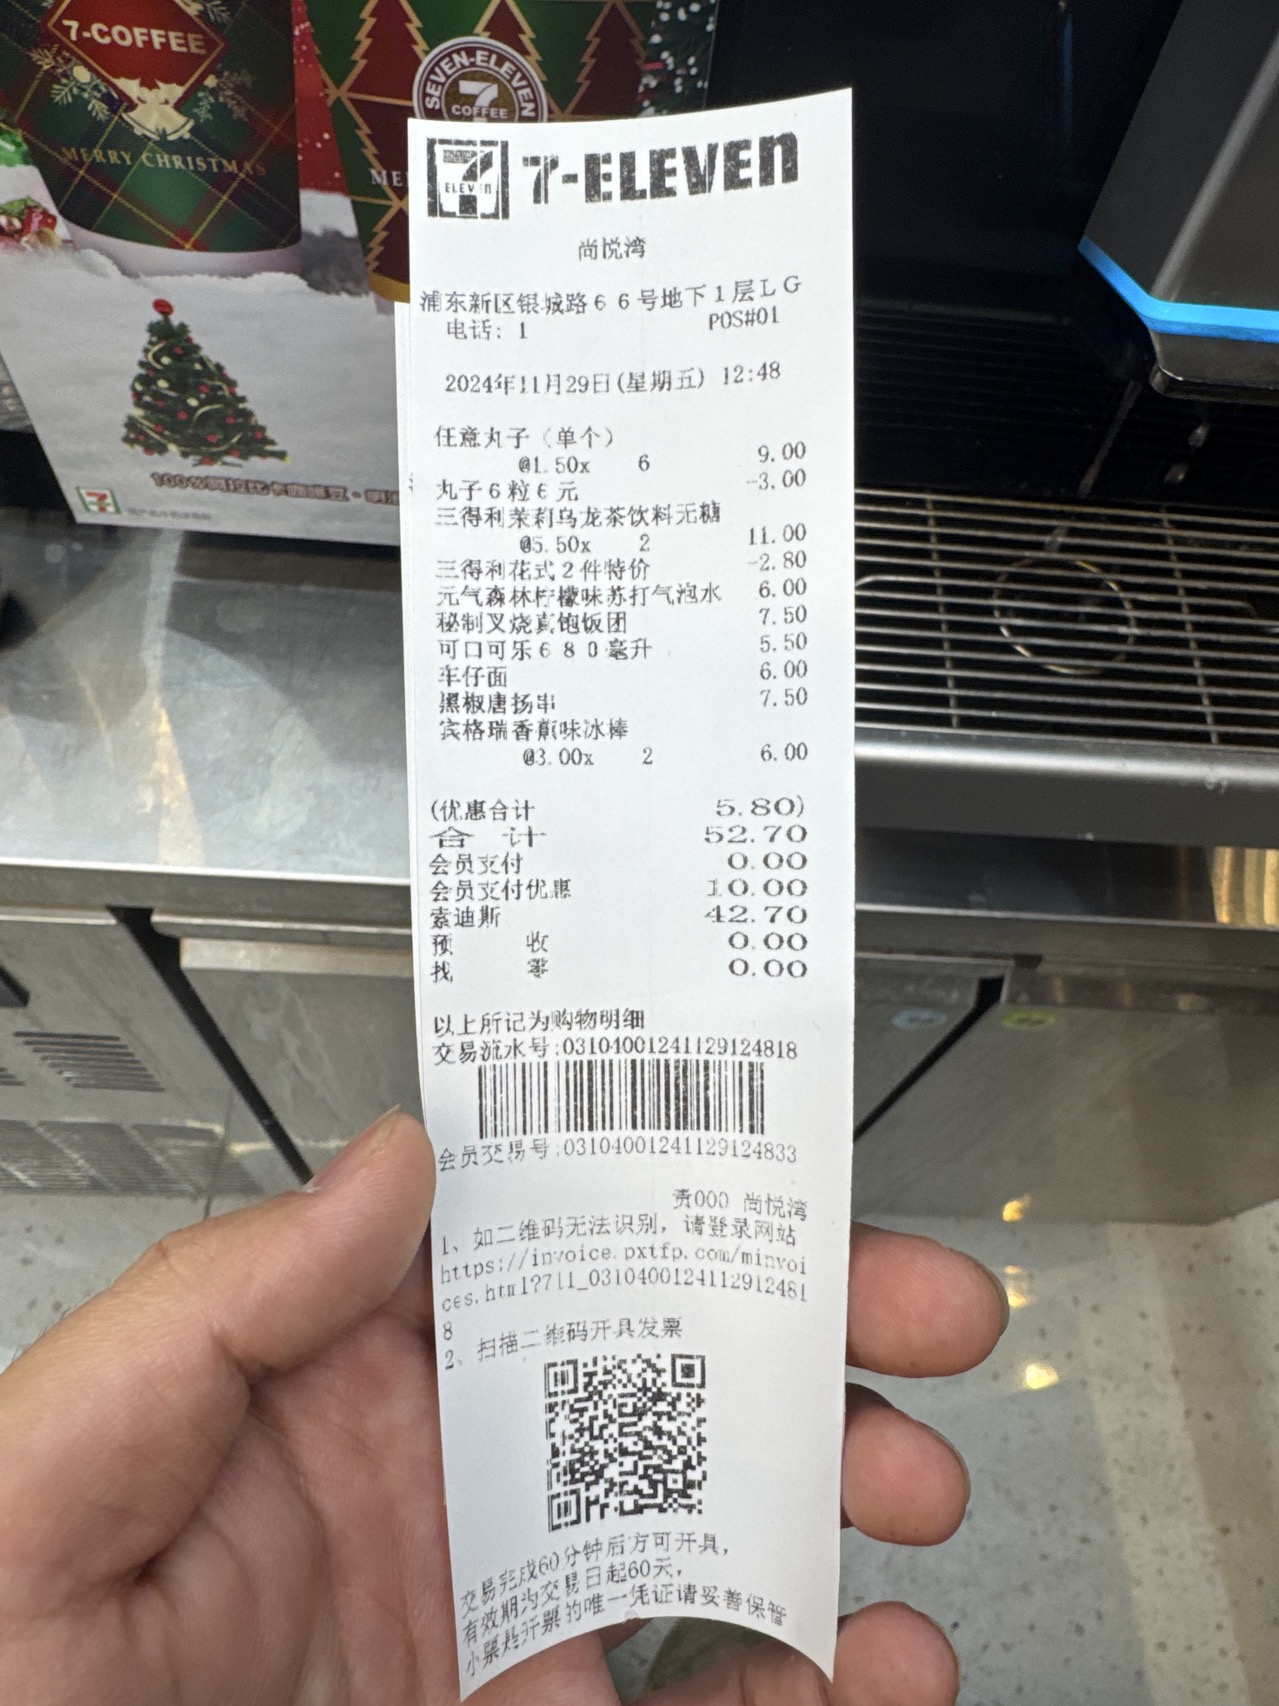 7-COFFEE
MERRY CHRISTMAS
SEVEN-ELEVEN
7
COFFEE
ME
7
ELEVEN
7-ELEVEN
尚悦湾
浦东新区银城路66号地下1层LG
电话: 1 POS#01
2024年11月29日(星期五) 12:48
任意丸子（单个）
@1.50x 6 9.00
丸子6粒6元 -3.00
三得利茉莉乌龙茶饮料无糖
@5.50x 2 11.00
三得利花式2件特价 -2.80
元气森林柠檬味苏打气泡水 6.00
秘制叉烧真饱饭团 7.50
可口可乐680毫升 5.50
车仔面 6.00
黑椒唐扬串 7.50
宾格瑞香蕉味冰棒
@3.00x 2 6.00
(优惠合计 5.80)
合 计 52.70
会员支付 0.00
会员支付优惠 10.00
索迪斯 42.70
预 收 0.00
找 零 0.00
以上所记为购物明细
交易流水号:03104001241129124818
会员交易号:03104001241129124833
责000 尚悦湾
1、如二维码无法识别, 请登录网站
https://invoice.pxtfp.com/minvoi
ces.html?711_0310400124112912481
8
2、扫描二维码开具发票
交易完成60分钟后方可开具,
有效期为交易日起60天,
小票是开票的唯一凭证请妥善保管